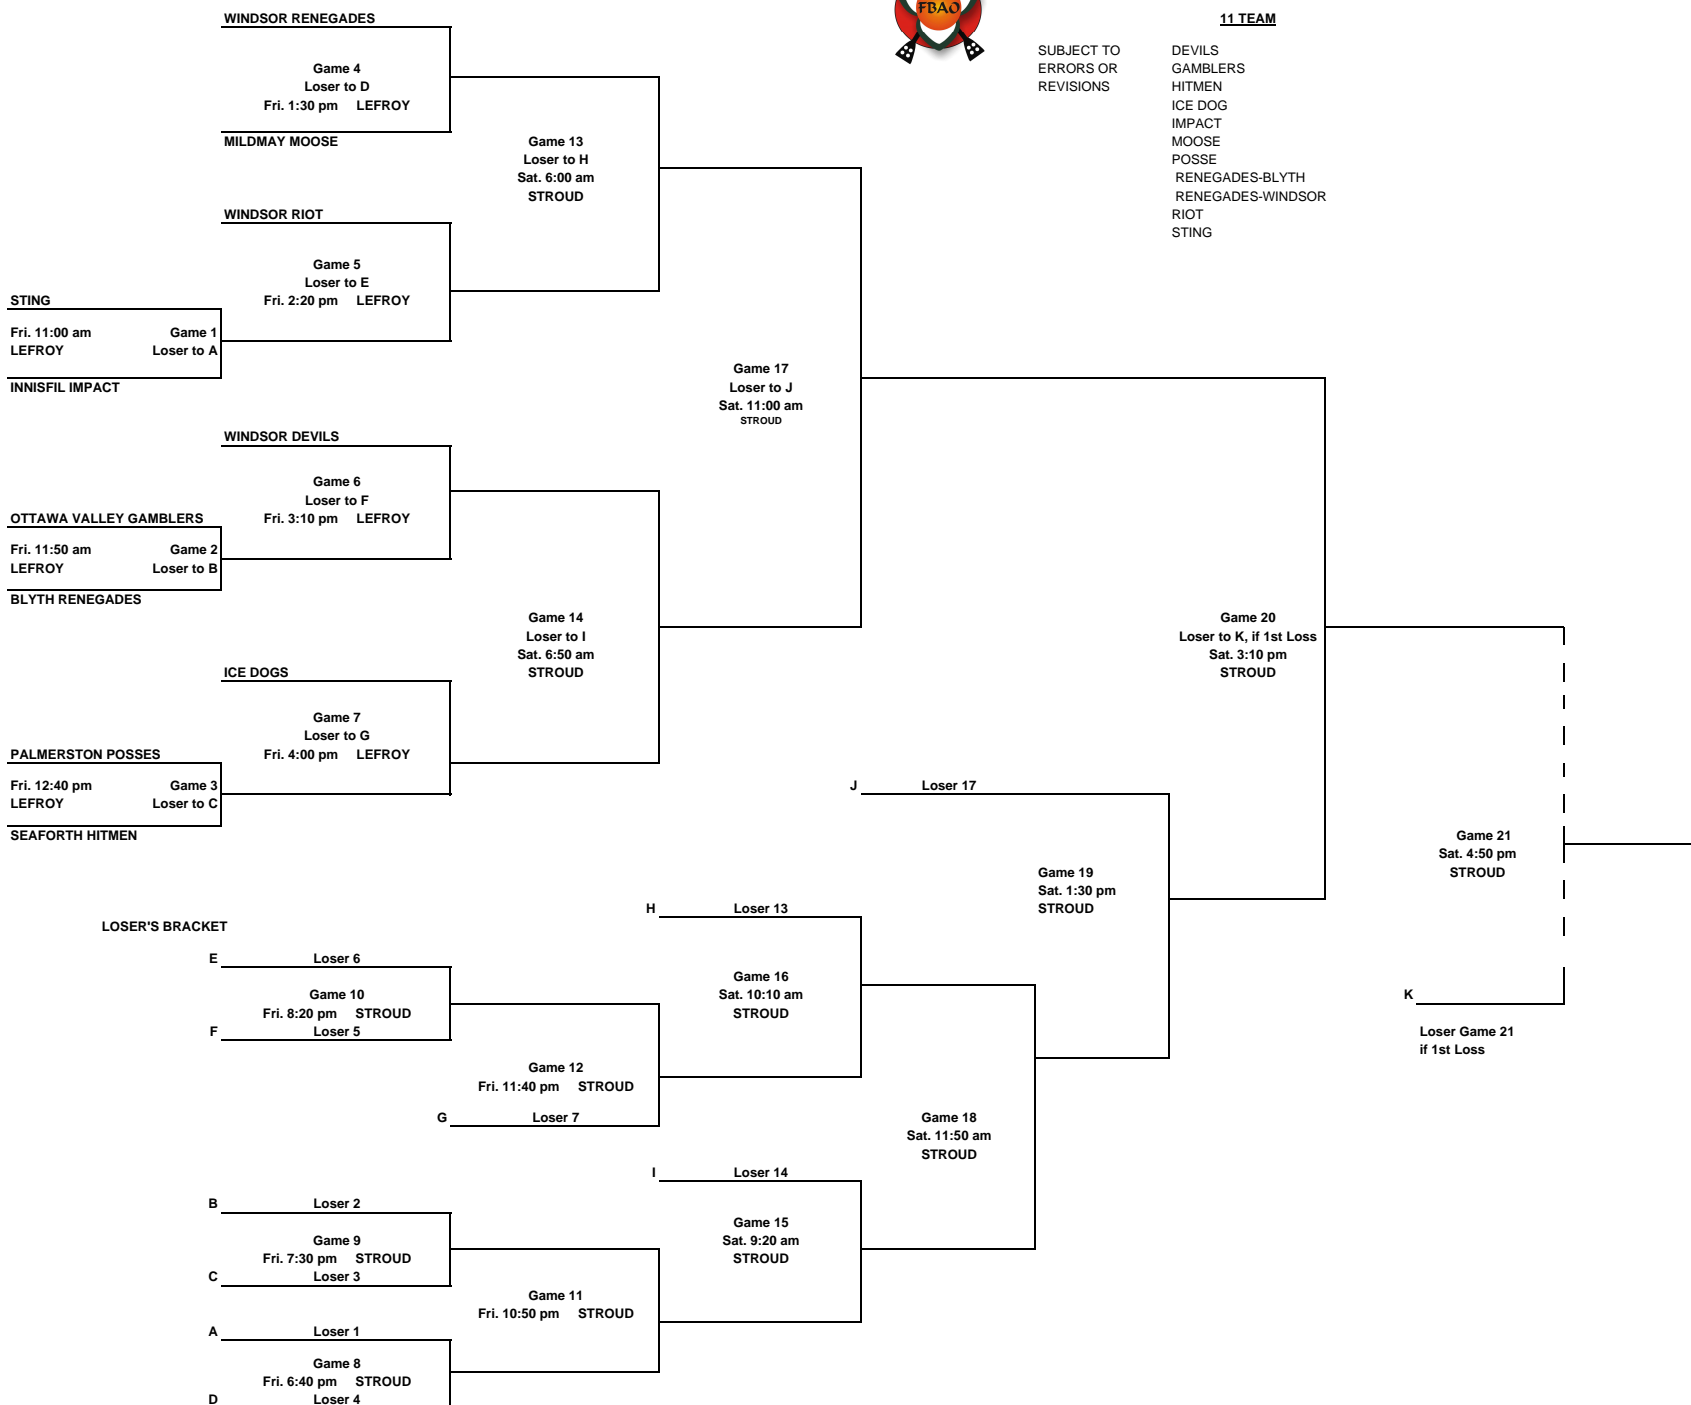 WINDSOR RENEGADES
FBAO
11 TEAM
SUBJECT TO
ERRORS OR
REVISIONS
DEVILS
GAMBLERS
HITMEN
ICE DOG
IMPACT
MOOSE
POSSE
RENEGADES-BLYTH
RENEGADES-WINDSOR
RIOT
STING
Game 4
Loser to D
Fri. 1:30 pm LEFROY
MILDMAY MOOSE
Game 13
Loser to H
Sat. 6:00 am
STROUD
WINDSOR RIOT
Game 5
Loser to E
Fri. 2:20 pm LEFROY
STING
Fri. 11:00 am Game 1
LEFROY Loser to A
INNISFIL IMPACT
Game 17
Loser to J
Sat. 11:00 am
STROUD
WINDSOR DEVILS
Game 6
Loser to F
Fri. 3:10 pm LEFROY
OTTAWA VALLEY GAMBLERS
Fri. 11:50 am Game 2
LEFROY Loser to B
BLYTH RENEGADES
Game 14
Loser to I
Sat. 6:50 am
STROUD
Game 20
Loser to K, if 1st Loss
Sat. 3:10 pm
STROUD
ICE DOGS
Game 7
Loser to G
Fri. 4:00 pm LEFROY
PALMERSTON POSSES
Fri. 12:40 pm Game 3
LEFROY Loser to C
SEAFORTH HITMEN
J Loser 17
Game 21
Sat. 4:50 pm
STROUD
Game 19
Sat. 1:30 pm
STROUD
H Loser 13
LOSER'S BRACKET
E Loser 6
Game 10
Fri. 8:20 pm STROUD
F Loser 5
Game 16
Sat. 10:10 am
STROUD
K
Loser Game 21
if 1st Loss
Game 12
Fri. 11:40 pm STROUD
G Loser 7
Game 18
Sat. 11:50 am
STROUD
I Loser 14
B Loser 2
Game 9
Fri. 7:30 pm STROUD
C Loser 3
Game 15
Sat. 9:20 am
STROUD
Game 11
Fri. 10:50 pm STROUD
A Loser 1
Game 8
Fri. 6:40 pm STROUD
D Loser 4